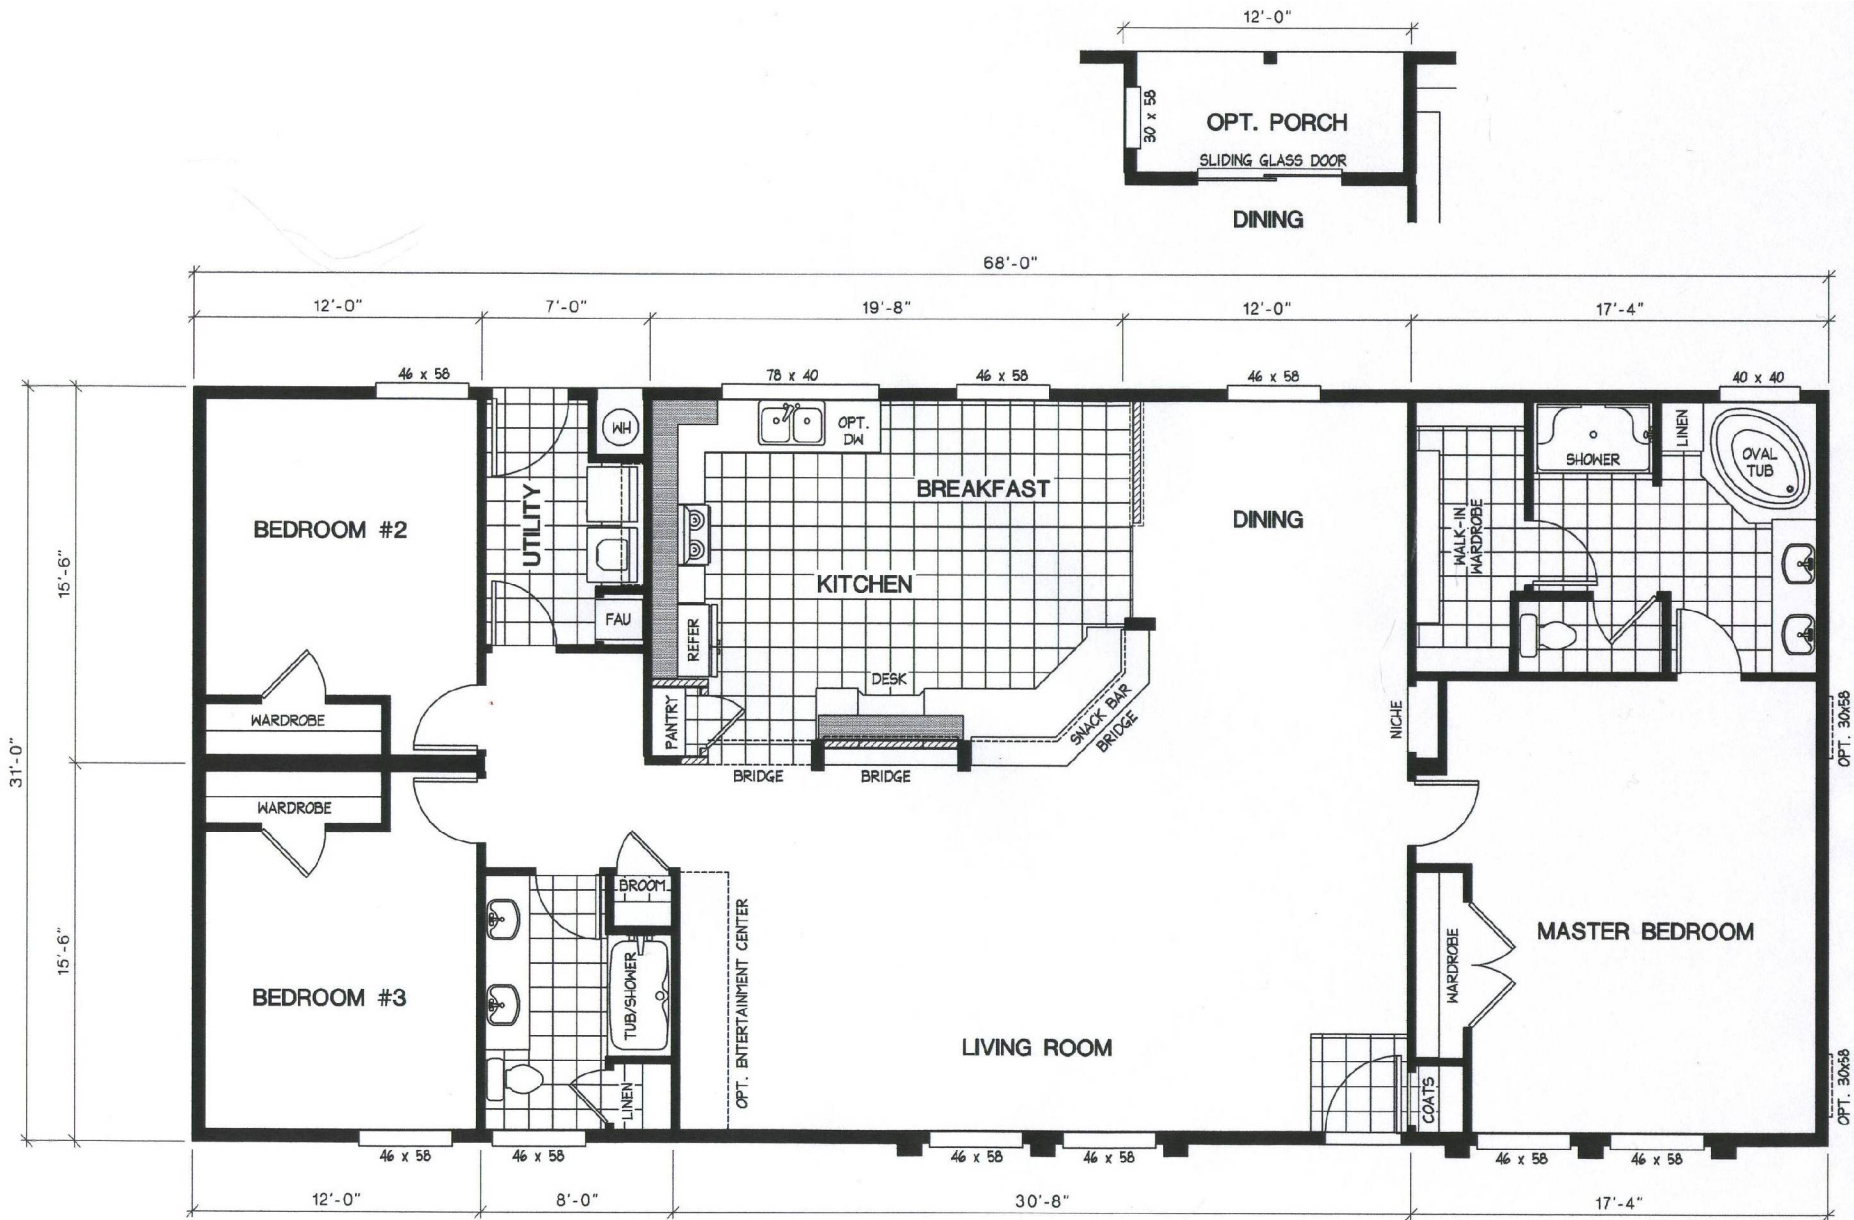 12'-0"
30 x 58
OPT. PORCH
SLIDING GLASS DOOR
DINING
68'-0"
12'-0"
7'-0"
19'-8"
12'-0"
17'-4"
46 x 58
78 x 40
46 x 58
46 x 58
40 x 40
WH
OPT.
DW
LINEN
OVAL
TUB
SHOWER
BEDROOM #2
UTILITY
BREAKFAST
DINING
WALK-IN
WARDROBE
KITCHEN
15'-6"
FAU
REFER
DESK
WARDROBE
PANTRY
SNACK BAR
BRIDGE
NICHE
OPT. 30x58
31'-0"
BRIDGE
BRIDGE
WARDROBE
BROOM
OPT. ENTERTAINMENT CENTER
MASTER BEDROOM
WARDROBE
15'-6"
BEDROOM #3
TUB/SHOWER
LIVING ROOM
LINEN
COATS
OPT. 30x58
46 x 58
46 x 58
46 x 58
46 x 58
46 x 58
46 x 58
12'-0"
8'-0"
30'-8"
17'-4"